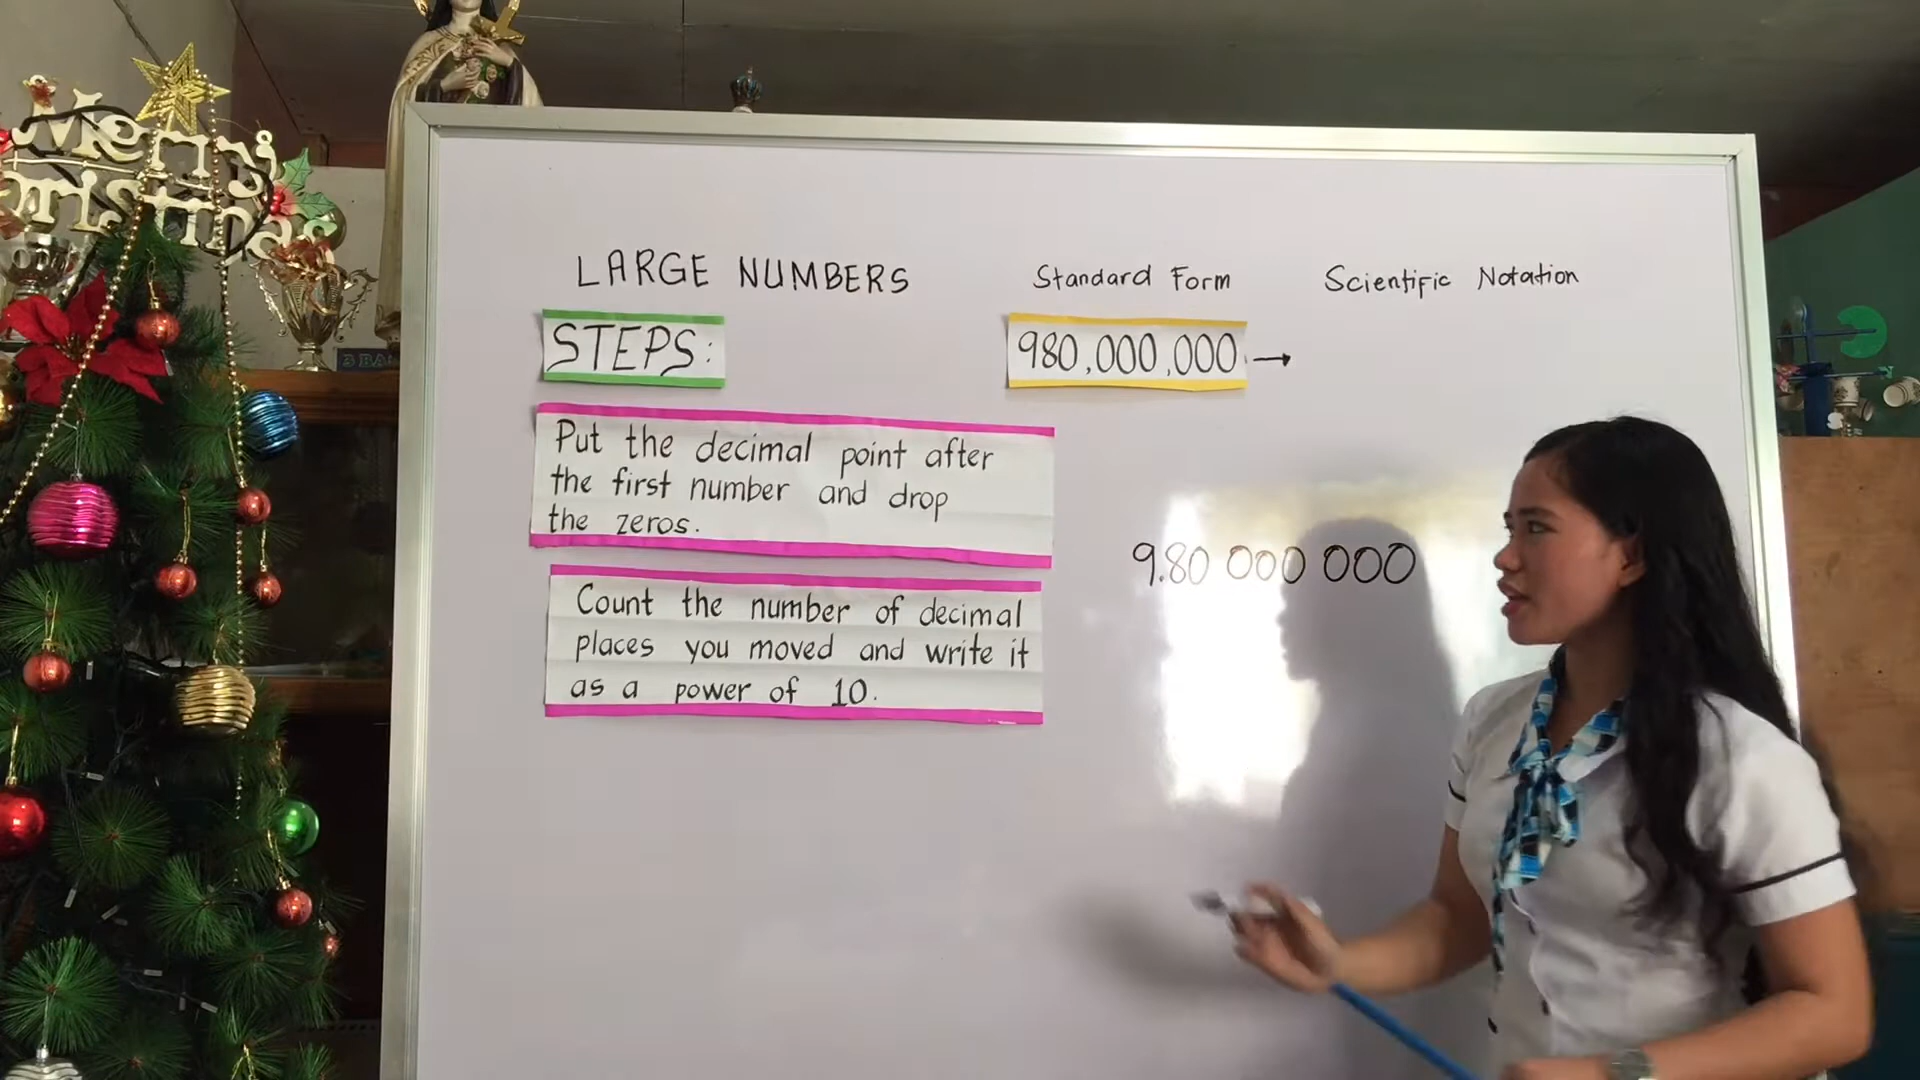 Merry
Christmas
LARGE NUMBERS
Standard Form
Scientific Notation
STEPS:
980,000,000
Put the decimal point after
the first number and drop
the zeros.
9.80 000 000
Count the number of decimal
places you moved and write it
as a power of 10.